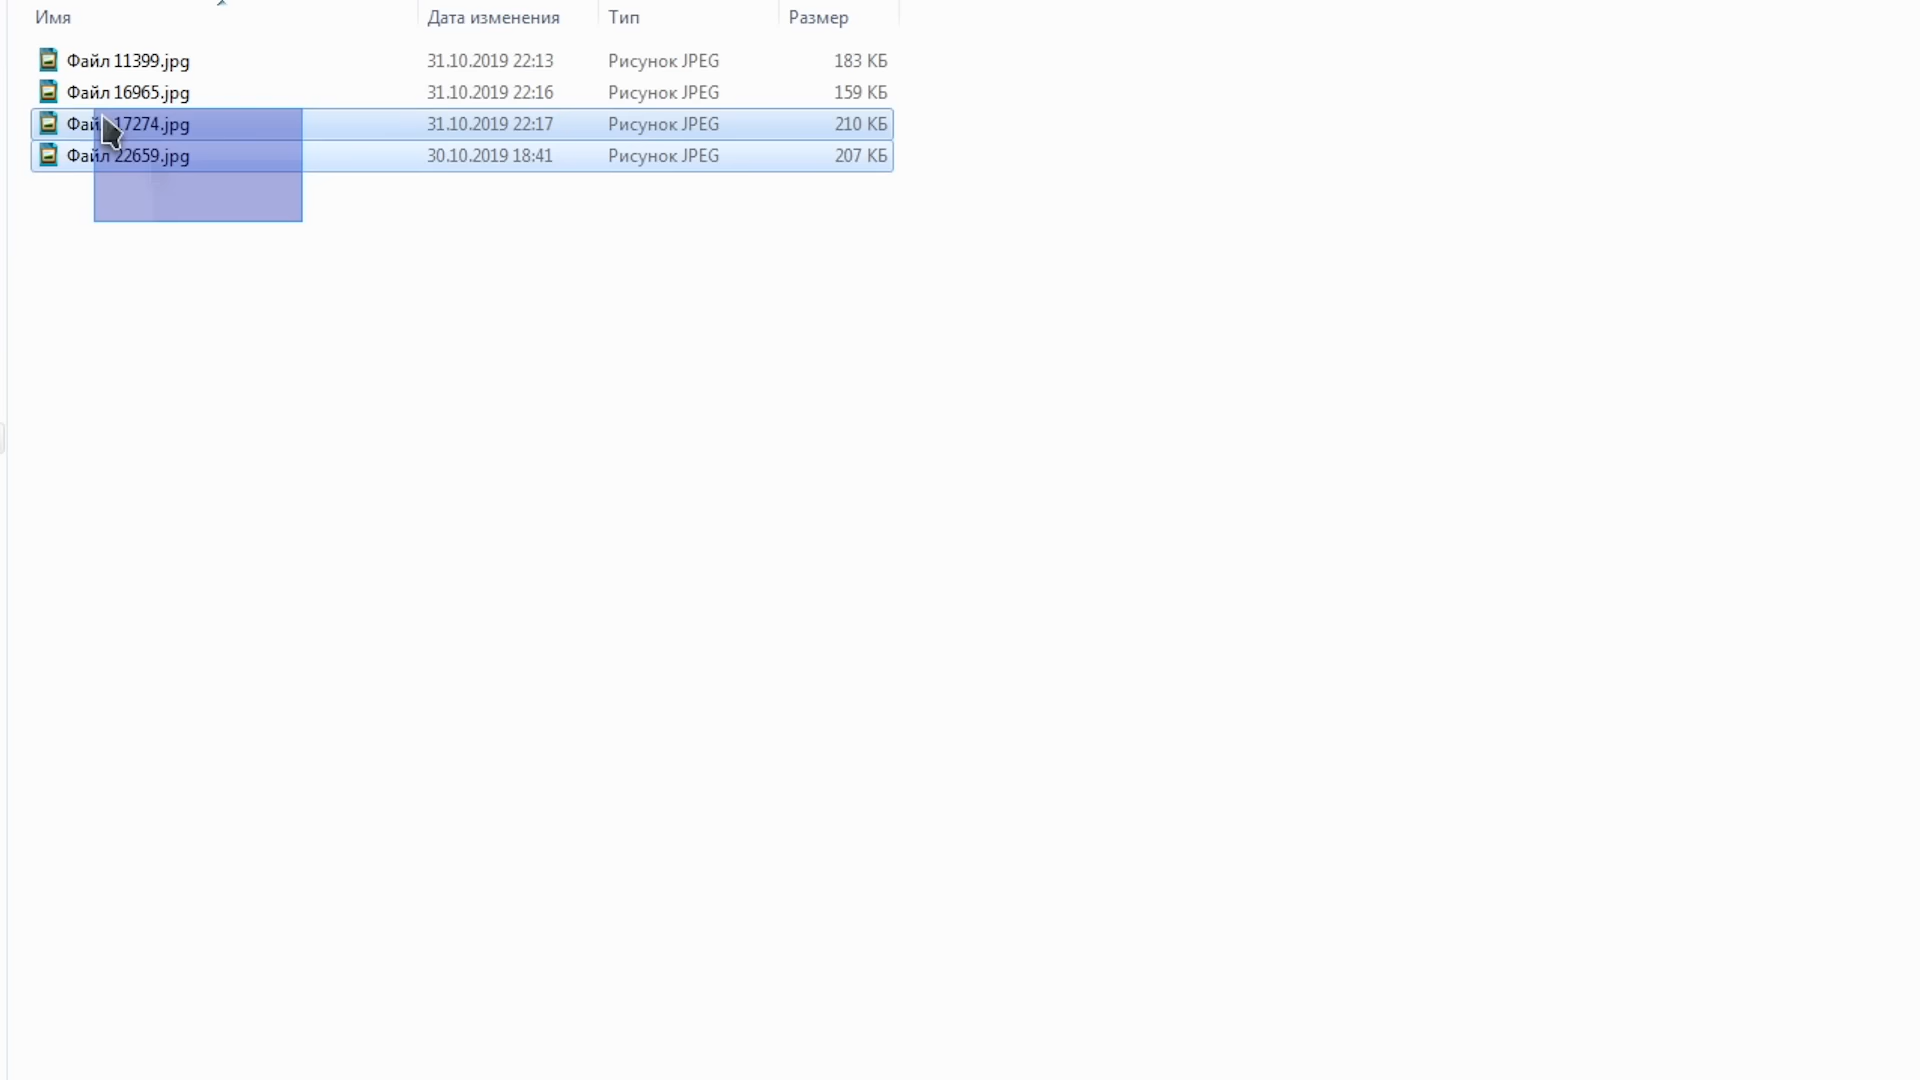 Имя Дата изменения Тип Размер
Файл 11399.jpg 31.10.2019 22:13 Рисунок JPEG 183 КБ
Файл 16965.jpg 31.10.2019 22:16 Рисунок JPEG 159 КБ
Файл 17274.jpg 31.10.2019 22:17 Рисунок JPEG 210 КБ
Файл 22659.jpg 30.10.2019 18:41 Рисунок JPEG 207 КБ